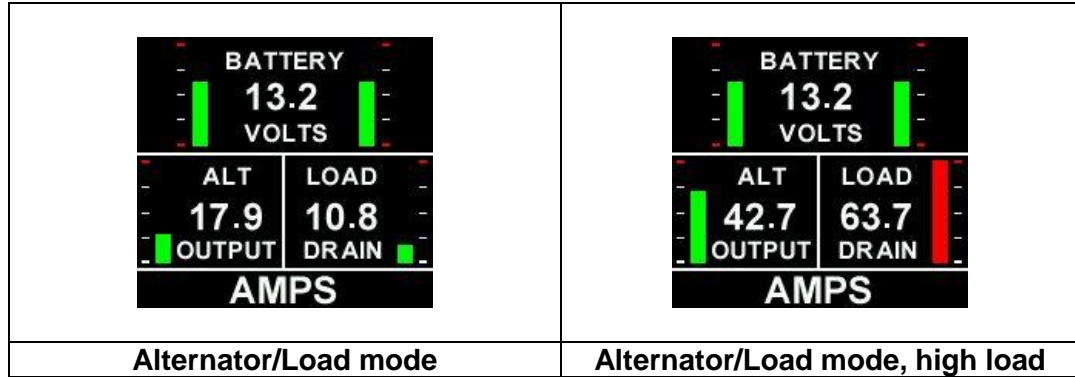 BATTERY
13.2
VOLTS
ALT LOAD
17.9 10.8
OUTPUT DRAIN
AMPS
Alternator/Load mode
BATTERY
13.2
VOLTS
ALT LOAD
42.7 63.7
OUTPUT DRAIN
AMPS
Alternator/Load mode, high load